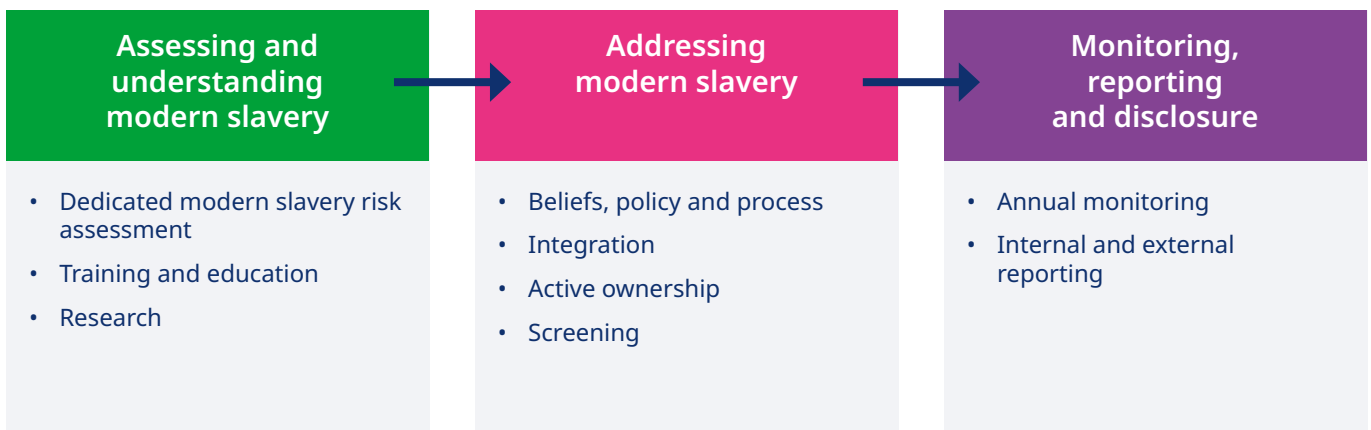 Assessing and
understanding
modern slavery
• Dedicated modern slavery risk
assessment
• Training and education
• Research
Addressing
modern slavery
• Beliefs, policy and process
• Integration
• Active ownership
• Screening
Monitoring,
reporting
and disclosure
• Annual monitoring
• Internal and external
reporting